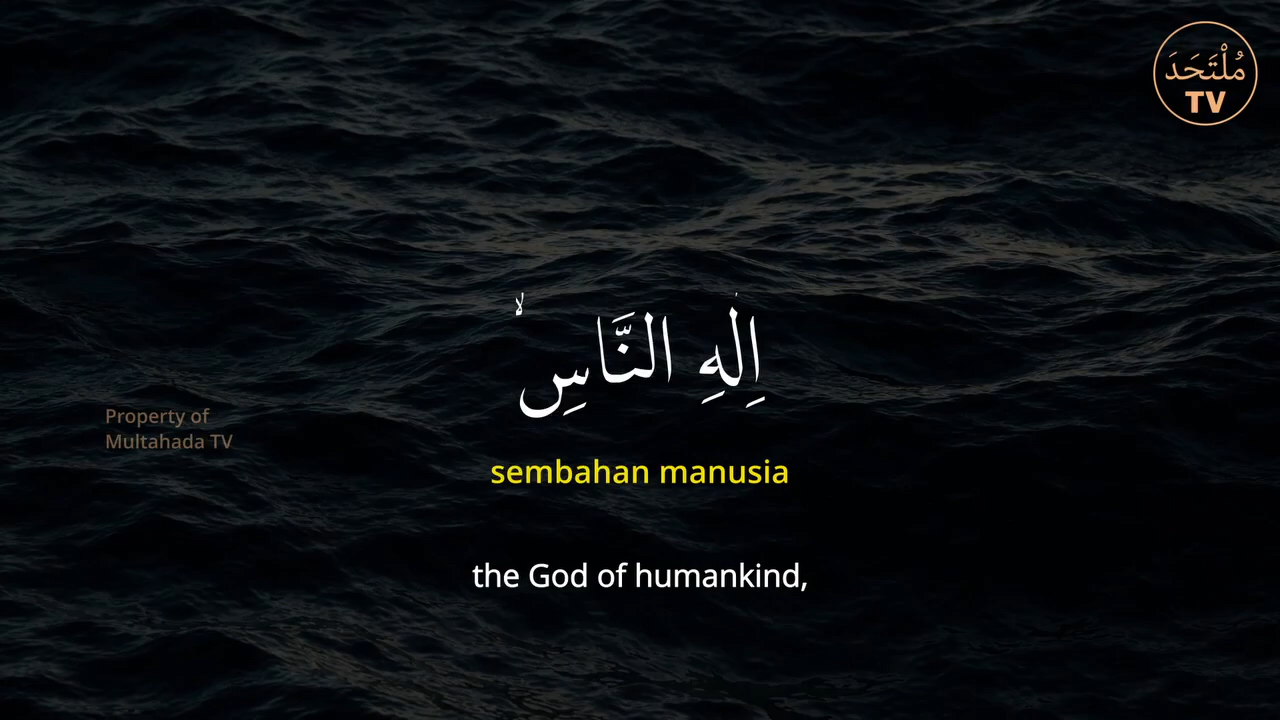 مُلْتَحَدَ
TV
اِلٰهِ النَّاسِۙ
Property of
Multahada TV
sembahan manusia
the God of humankind,